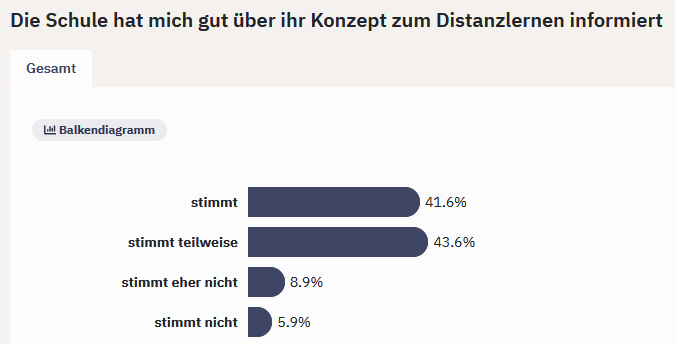 Die Schule hat mich gut über ihr Konzept zum Distanzlernen informiert
Gesamt
Balkendiagramm
stimmt 41.6%
stimmt teilweise 43.6%
stimmt eher nicht 8.9%
stimmt nicht 5.9%